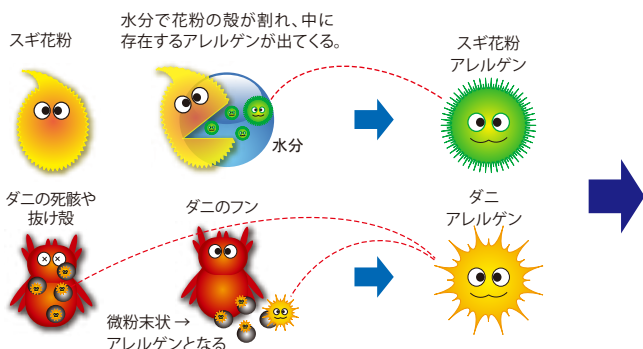 スギ花粉
水分で花粉の殻が割れ、中に
存在するアレルゲンが出てくる。
水分
スギ花粉
アレルゲン
ダニの死骸や
抜け殻
ダニのフン
微粉末状 →
アレルゲンとなる
ダニ
アレルゲン